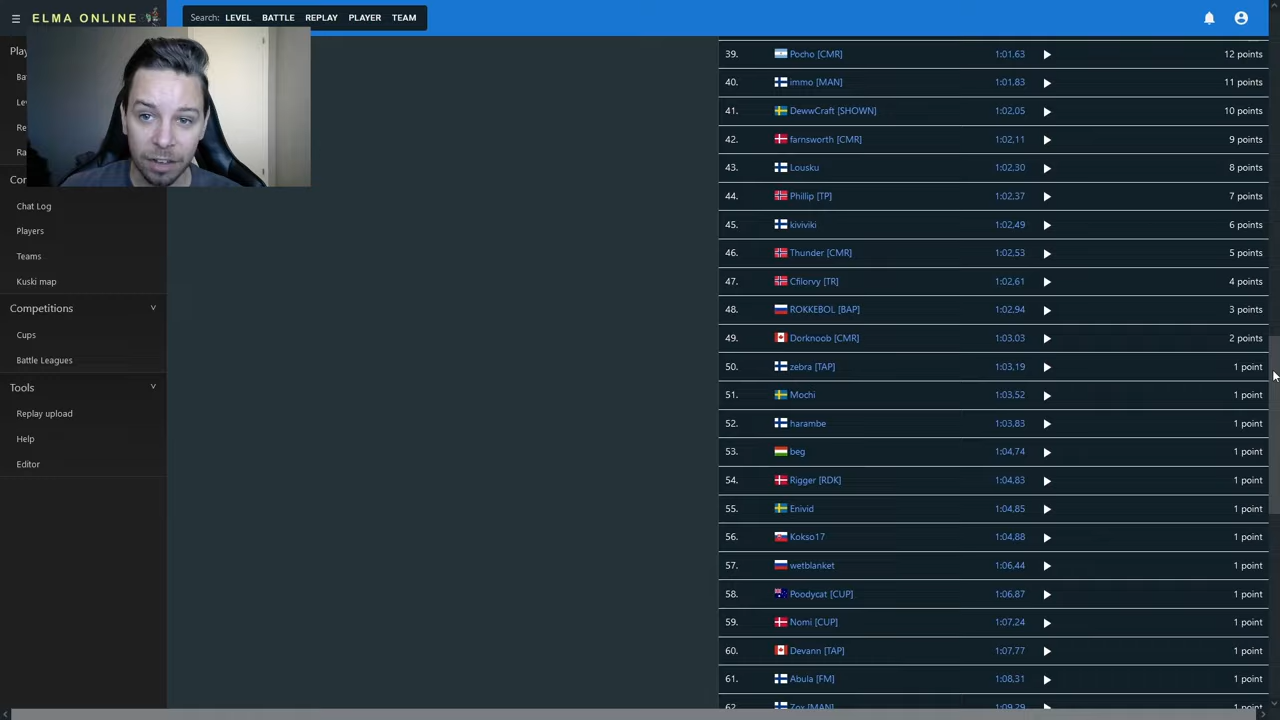 ELMA ONLINE
Search: LEVEL BATTLE REPLAY PLAYER TEAM
Chat Log
Players
Teams
Kuski map
Competitions
Cups
Battle Leagues
Tools
Replay upload
Help
Editor
39. Pocho [CMR] 1:01,63 12 points
40. immo [MAN] 1:01,83 11 points
41. DewwCraft [SHOWN] 1:02,05 10 points
42. farnsworth [CMR] 1:02,11 9 points
43. Lousku 1:02,30 8 points
44. Phillip [TP] 1:02,37 7 points
45. kiviviki 1:02,49 6 points
46. Thunder [CMR] 1:02,53 5 points
47. Cfilorvy [TR] 1:02,61 4 points
48. ROKKEBOL [BAP] 1:02,94 3 points
49. Dorknoob [CMR] 1:03,03 2 points
50. zebra [TAP] 1:03,19 1 point
51. Mochi 1:03,52 1 point
52. harambe 1:03,83 1 point
53. beg 1:04,74 1 point
54. Rigger [RDK] 1:04,83 1 point
55. Enivid 1:04,85 1 point
56. Kokso17 1:04,88 1 point
57. wetblanket 1:06,44 1 point
58. Poodycat [CUP] 1:06,87 1 point
59. Nomi [CUP] 1:07,24 1 point
60. Devann [TAP] 1:07,77 1 point
61. Abula [FM] 1:08,31 1 point
62. Zox [MAN] 1:09,29 1 point